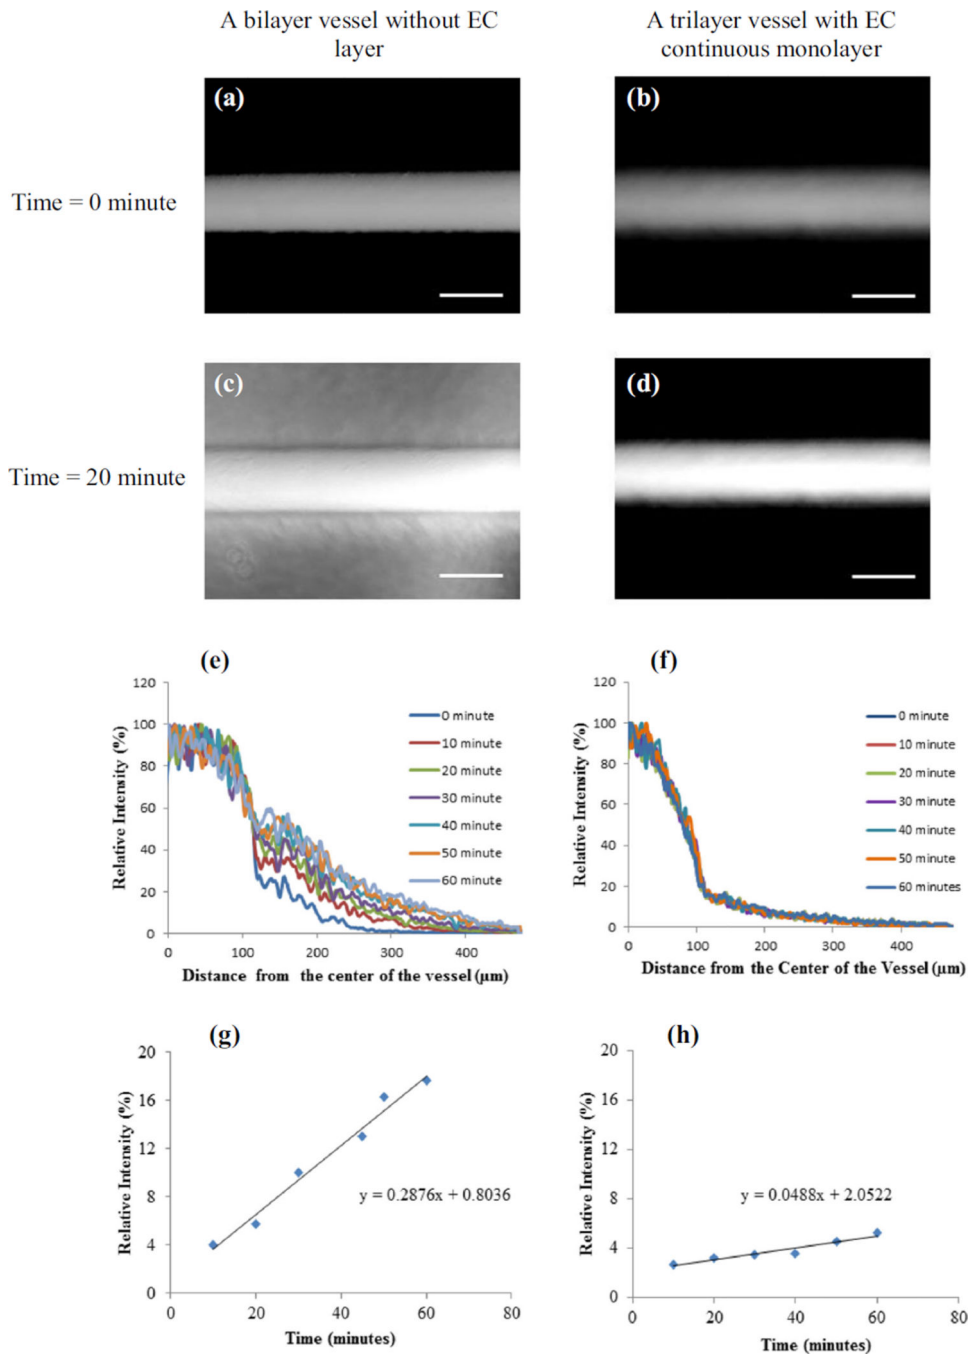 A bilayer vessel without EC
layer
A trilayer vessel with EC
continuous monolayer
(a)
(b)
Time = 0 minute
(c)
(d)
Time = 20 minute
(e)
120
100
80
60
40
20
0
0
100
200
300
400
Relative Intensity (%)
Distance from the center of the vessel (µm)
0 minute
10 minute
20 minute
30 minute
40 minute
50 minute
60 minute
(f)
120
100
80
60
40
20
0
0
100
200
300
400
Relative Intensity (%)
Distance from the Center of the Vessel (µm)
0 minute
10 minute
20 minute
30 minute
40 minute
50 minute
60 minutes
(g)
20
16
12
8
4
0
0
20
40
60
80
Relative Intensity (%)
y = 0.2876x + 0.8036
Time (minutes)
(h)
20
16
12
8
4
0
0
20
40
60
80
Relative Intensity (%)
y = 0.0488x + 2.0522
Time (minutes)